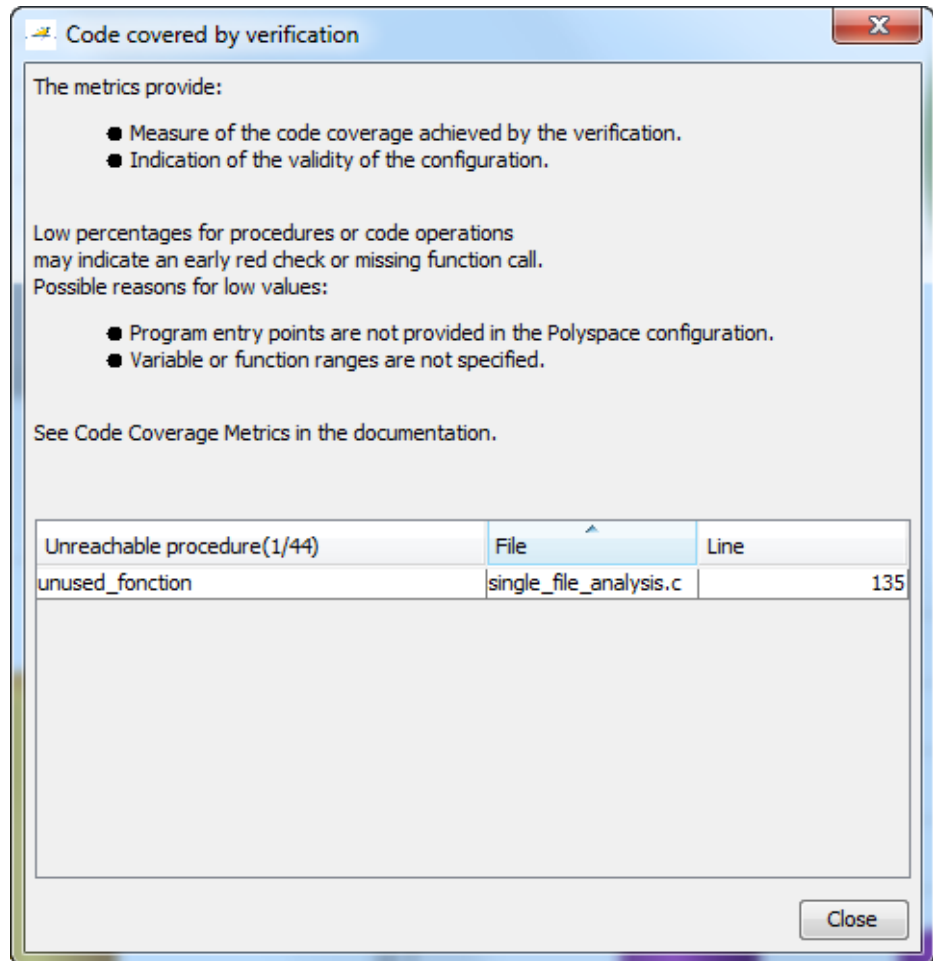 Code covered by verification
The metrics provide:
Measure of the code coverage achieved by the verification.
Indication of the validity of the configuration.
Low percentages for procedures or code operations
may indicate an early red check or missing function call.
Possible reasons for low values:
Program entry points are not provided in the Polyspace configuration.
Variable or function ranges are not specified.
See Code Coverage Metrics in the documentation.
Unreachable procedure(1/44) File Line
unused_fonction single_file_analysis.c 135
Close